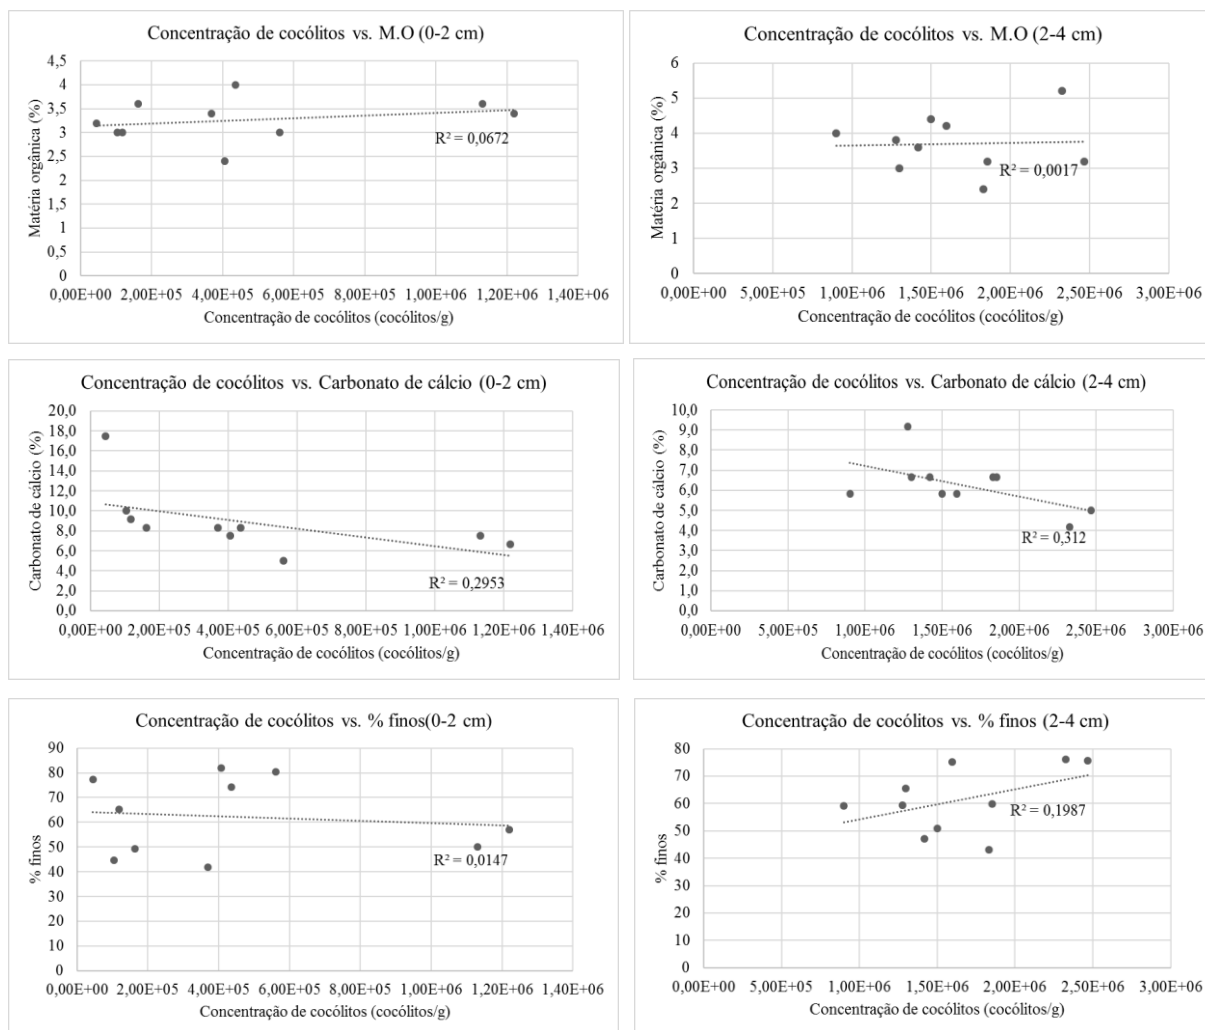 Concentração de cocólitos vs. M.O (0-2 cm)
4,5
4
3,5
3
2,5
2
1,5
1
0,5
0
Matéria orgânica (%)
R² = 0,0672
0,00E+00 2,00E+05 4,00E+05 6,00E+05 8,00E+05 1,00E+06 1,20E+06 1,40E+06
Concentração de cocólitos (cocólitos/g)
Concentração de cocólitos vs. M.O (2-4 cm)
6
5
4
3
2
1
0
Matéria orgânica (%)
R² = 0,0017
0,00E+00 5,00E+05 1,00E+06 1,50E+06 2,00E+06 2,50E+06 3,00E+06
Concentração de cocólitos (cocólitos/g)
Concentração de cocólitos vs. Carbonato de cálcio (0-2 cm)
20,0
18,0
16,0
14,0
12,0
10,0
8,0
6,0
4,0
2,0
0,0
Carbonato de cálcio (%)
R² = 0,2953
0,00E+00 2,00E+05 4,00E+05 6,00E+05 8,00E+05 1,00E+06 1,20E+06 1,40E+06
Concentração de cocólitos (cocólitos/g)
Concentração de cocólitos vs. Carbonato de cálcio (2-4 cm)
10,0
9,0
8,0
7,0
6,0
5,0
4,0
3,0
2,0
1,0
0,0
Carbonato de cálcio (%)
R² = 0,312
0,00E+00 5,00E+05 1,00E+06 1,50E+06 2,00E+06 2,50E+06 3,00E+06
Concentração de cocólitos (cocólitos/g)
Concentração de cocólitos vs. % finos(0-2 cm)
90
80
70
60
50
40
30
20
10
0
% finos
R² = 0,0147
0,00E+00 2,00E+05 4,00E+05 6,00E+05 8,00E+05 1,00E+06 1,20E+06 1,40E+06
Concentração de cocólitos (cocólitos/g)
Concentração de cocólitos vs. % finos (2-4 cm)
80
70
60
50
40
30
20
10
0
% finos
R² = 0,1987
0,00E+00 5,00E+05 1,00E+06 1,50E+06 2,00E+06 2,50E+06 3,00E+06
Concentração de cocólitos (cocólitos/g)